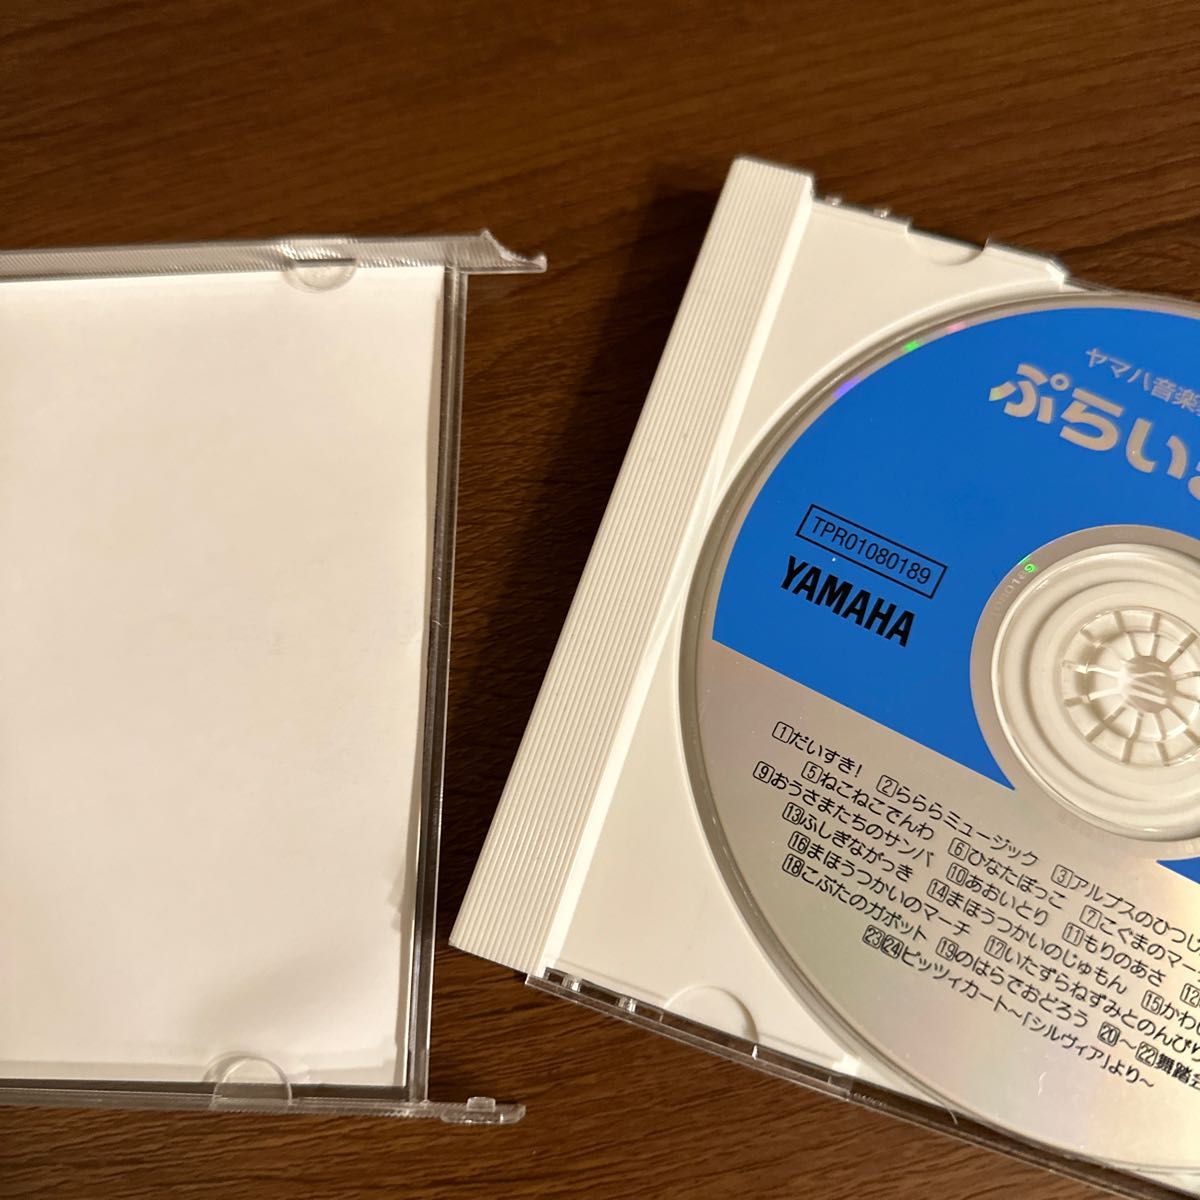 ヤマハ音楽
ぷらい
TPR01080189
YAMAHA
1だいすき! 2らららミュージック 3アルプスのひつじ
5ねこねこでんわ 6ひなたぼっこ 7こぐまのマー
9おうさまたちのサンバ 10あおいとり 11もりのあさ 12
13ふしぎながっき 14まほうつかいのじゅもん 15かわ
16まほうつかいのマーチ 17いたずらねずみとのんびり
18こぶたのガボット 19のはらでおどろう 20〜22舞踏
23 24ピッツィカート〜「シルヴィア」より〜